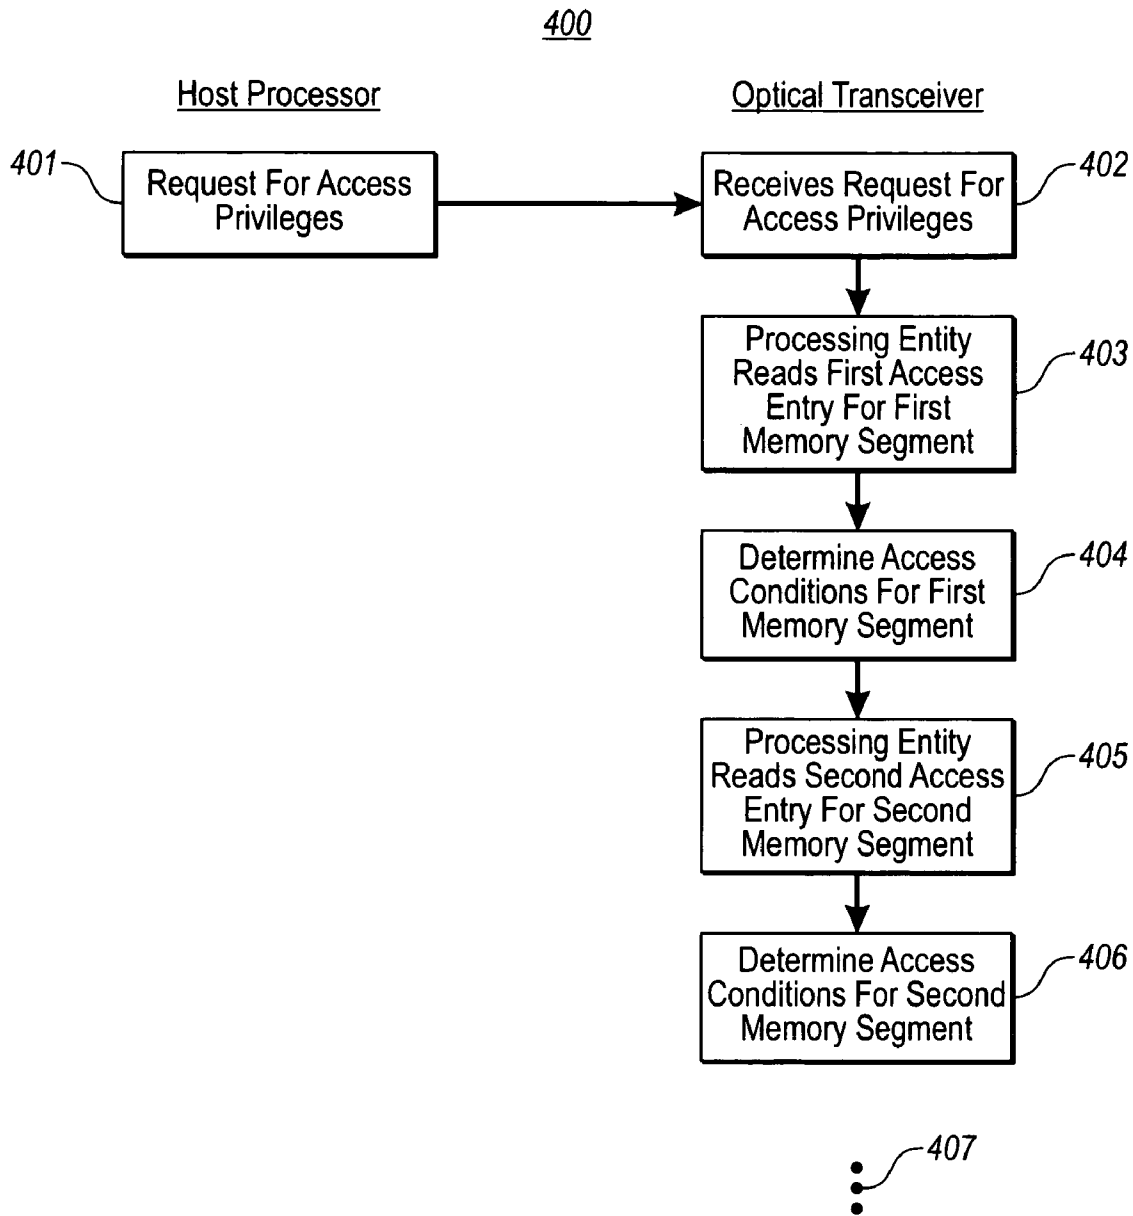 400
Host Processor
Optical Transceiver
401
Request For Access
Privileges
Receives Request For
Access Privileges
402
Processing Entity
Reads First Access
Entry For First
Memory Segment
403
Determine Access
Conditions For First
Memory Segment
404
Processing Entity
Reads Second Access
Entry For Second
Memory Segment
405
Determine Access
Conditions For Second
Memory Segment
406
407